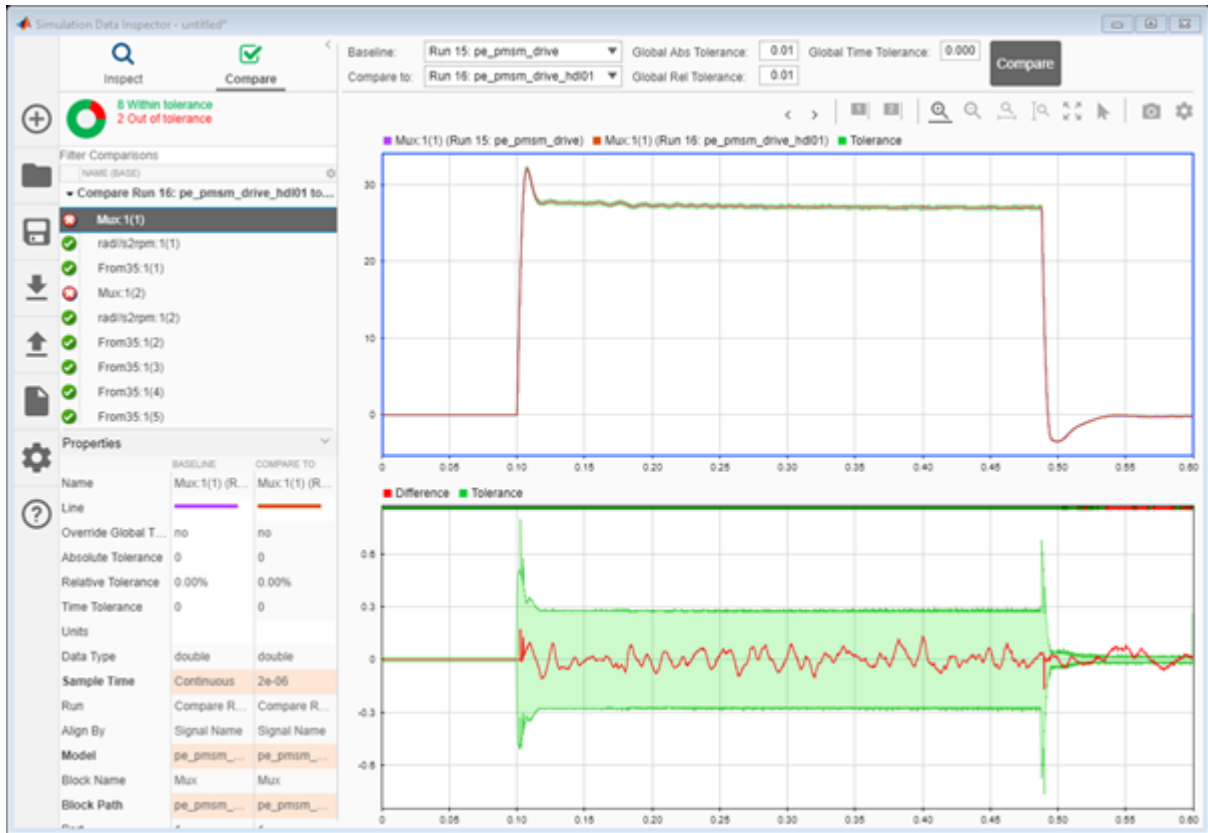 Simulation Data Inspector - untitled*
Inspect
Compare
8 Within tolerance
2 Out of tolerance
Filter Comparisons
NAME (BASE)
Compare Run 16: pe_pmsm_drive_hdl01 to....
Mux:1(1)
rad//s2rpm:1(1)
From35:1(1)
Mux:1(2)
rad//s2rpm:1(2)
From35:1(2)
From35:1(3)
From35:1(4)
From35:1(5)
Properties
BASELINE COMPARE TO
Name Mux:1(1) (R... Mux:1(1) (R...
Line
Override Global T... no no
Absolute Tolerance 0 0
Relative Tolerance 0.00% 0.00%
Time Tolerance 0 0
Units
Data Type double double
Sample Time Continuous 2e-06
Run Compare R... Compare R...
Align By Signal Name Signal Name
Model pe_pmsm_... pe_pmsm_...
Block Name Mux Mux
Block Path pe_pmsm_... pe_pmsm_...
Baseline: Run 15: pe_pmsm_drive Global Abs Tolerance: 0.01 Global Time Tolerance: 0.000
Compare to: Run 16: pe_pmsm_drive_hdl01 Global Rel Tolerance: 0.01
Compare
1 2
Mux:1(1) (Run 15: pe_pmsm_drive) Mux:1(1) (Run 16: pe_pmsm_drive_hdl01) Tolerance
30
20
10
0
0 0.05 0.10 0.15 0.20 0.25 0.30 0.35 0.40 0.45 0.50 0.55 0.60
Difference Tolerance
0.6
0.3
0
-0.3
-0.6
0 0.05 0.10 0.15 0.20 0.25 0.30 0.35 0.40 0.45 0.50 0.55 0.60